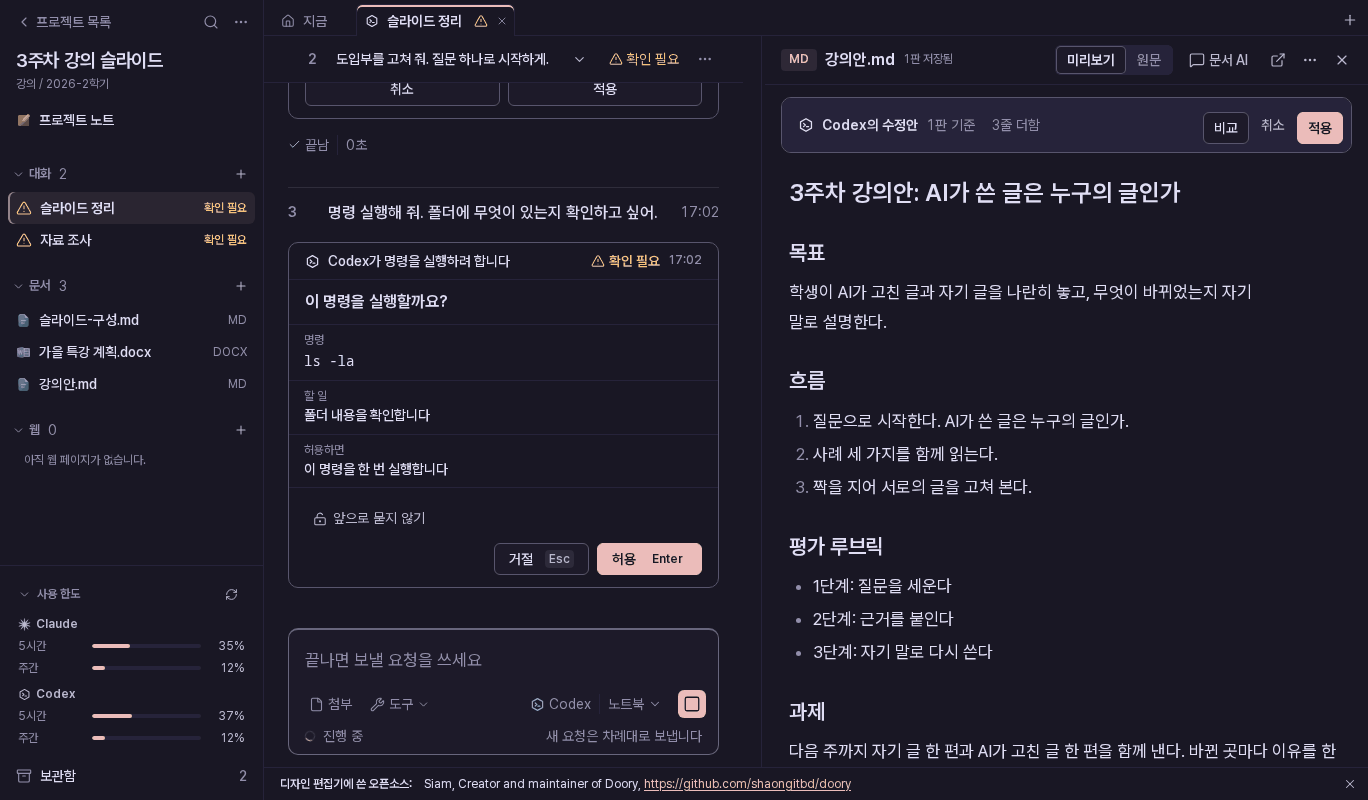 프로젝트 목록
3주차 강의 슬라이드
강의 / 2026-2학기
프로젝트 노트
대화 2
슬라이드 정리 확인 필요
자료 조사 확인 필요
문서 3
슬라이드-구성.md MD
가을 특강 계획.docx DOCX
강의안.md MD
웹 0
아직 웹 페이지가 없습니다.
사용 한도
Claude
5시간 35%
주간 12%
Codex
5시간 37%
주간 12%
보관함 2
지금
슬라이드 정리
2 도입부를 고쳐 줘. 질문 하나로 시작하게. 확인 필요
취소 적용
끝남 0초
3 명령 실행해 줘. 폴더에 무엇이 있는지 확인하고 싶어. 17:02
Codex가 명령을 실행하려 합니다 확인 필요 17:02
이 명령을 실행할까요?
명령
ls -la
할 일
폴더 내용을 확인합니다
허용하면
이 명령을 한 번 실행합니다
앞으로 묻지 않기
거절 Esc 허용 Enter
끝나면 보낼 요청을 쓰세요
첨부 도구 Codex 노트북
진행 중 새 요청은 차례대로 보냅니다
MD 강의안.md 1판 저장됨 미리보기 원문 문서 AI
Codex의 수정안 1판 기준 3줄 더함 비교 취소 적용
3주차 강의안: AI가 쓴 글은 누구의 글인가
목표
학생이 AI가 고친 글과 자기 글을 나란히 놓고, 무엇이 바뀌었는지 자기
말로 설명한다.
흐름
1. 질문으로 시작한다. AI가 쓴 글은 누구의 글인가.
2. 사례 세 가지를 함께 읽는다.
3. 짝을 지어 서로의 글을 고쳐 본다.
평가 루브릭
• 1단계: 질문을 세운다
• 2단계: 근거를 붙인다
• 3단계: 자기 말로 다시 쓴다
과제
다음 주까지 자기 글 한 편과 AI가 고친 글 한 편을 함께 낸다. 바뀐 곳마다 이유를 한
디자인 편집기에 쓴 오픈소스: Siam, Creator and maintainer of Doory, https://github.com/shaongitbd/doory